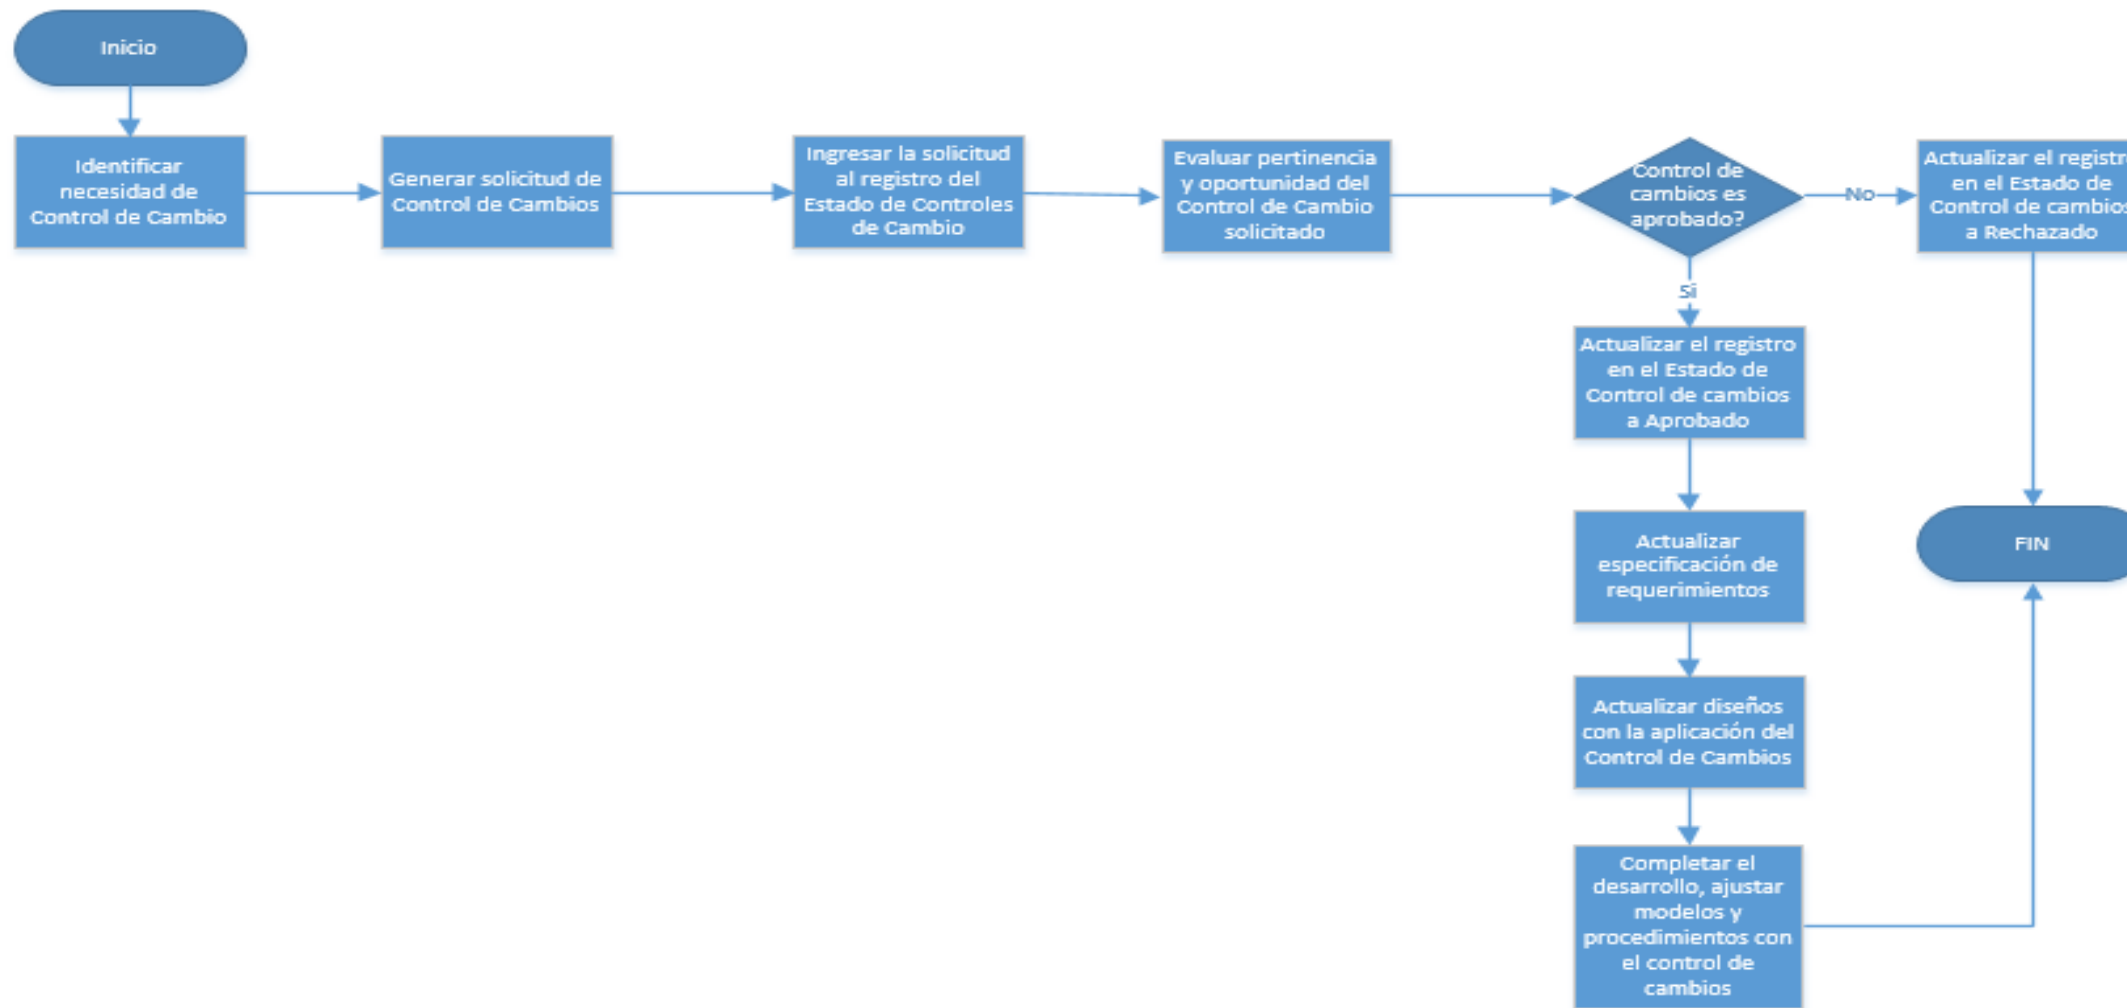 Inicio
Identificar
necesidad de
Control de Cambio
Generar solicitud de
Control de Cambios
Ingresar la solicitud
al registro del
Estado de Controles
de Cambio
Evaluar pertinencia
y oportunidad del
Control de Cambio
solicitado
Control de
cambios es
aprobado?
No
Actualizar el registro
en el Estado de
Control de cambios
a Rechazado
Si
Actualizar el registro
en el Estado de
Control de cambios
a Aprobado
Actualizar
especificación de
requerimientos
FIN
Actualizar diseños
con la aplicación del
Control de Cambios
Completar el
desarrollo, ajustar
modelos y
procedimientos con
el control de
cambios